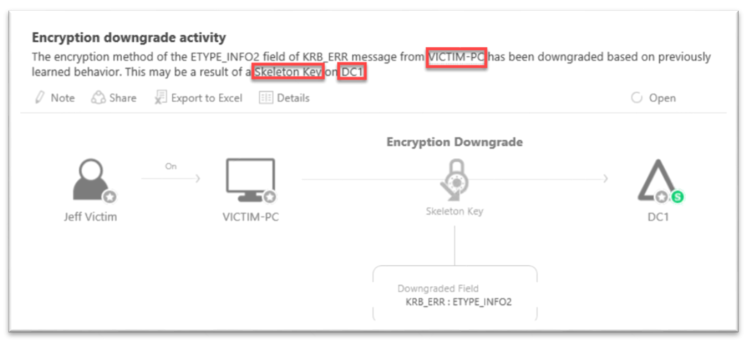 Encryption downgrade activity
The encryption method of the ETYPE_INFO2 field of KRB_ERR message from VICTIM-PC has been downgraded based on previously
learned behavior. This may be a result of a Skeleton Key on DC1
Note Share Export to Excel Details Open
Encryption Downgrade
On
Jeff Victim VICTIM-PC Skeleton Key DC1
S
Downgraded Field
KRB_ERR : ETYPE_INFO2